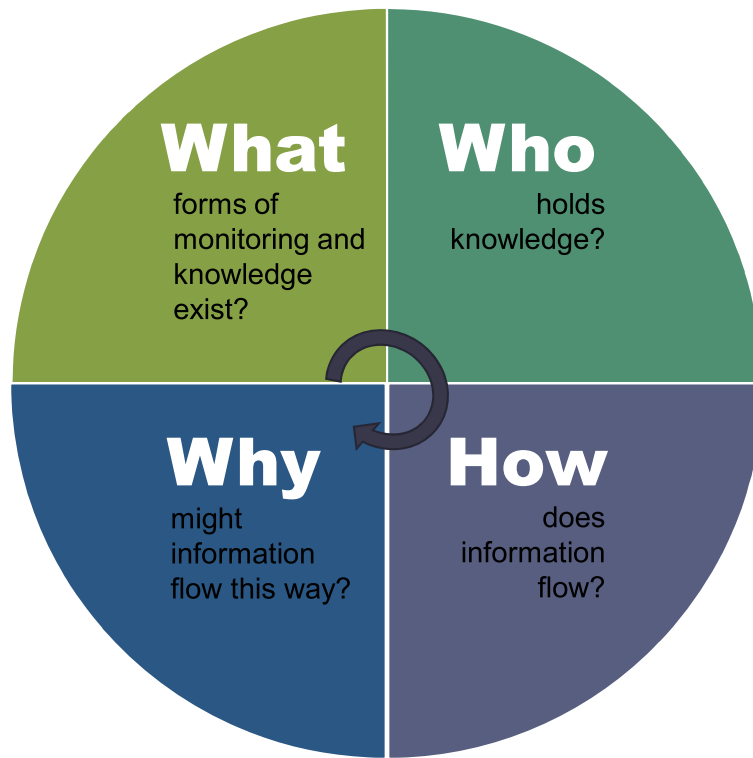 What
forms of
monitoring and
knowledge
exist?
Who
holds
knowledge?
Why
might
information
flow this way?
How
does
information
flow?